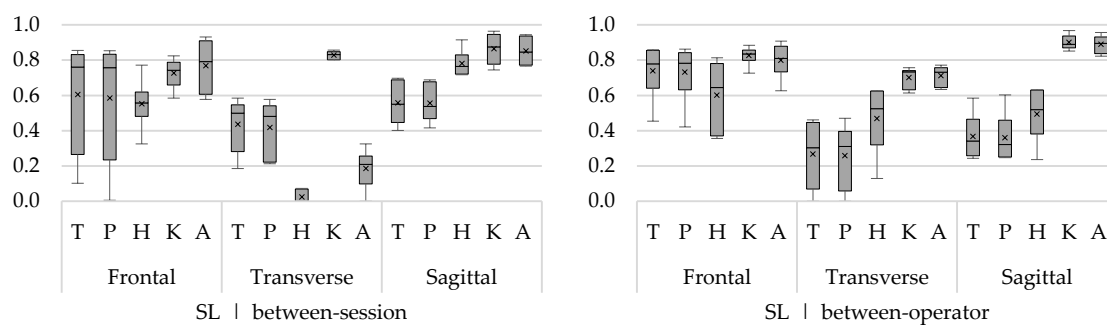 1.0
0.8
0.6
0.4
0.2
0.0
T P H K A T P H K A T P H K A
Frontal Transverse Sagittal
SL | between-session
1.0
0.8
0.6
0.4
0.2
0.0
T P H K A T P H K A T P H K A
Frontal Transverse Sagittal
SL | between-operator